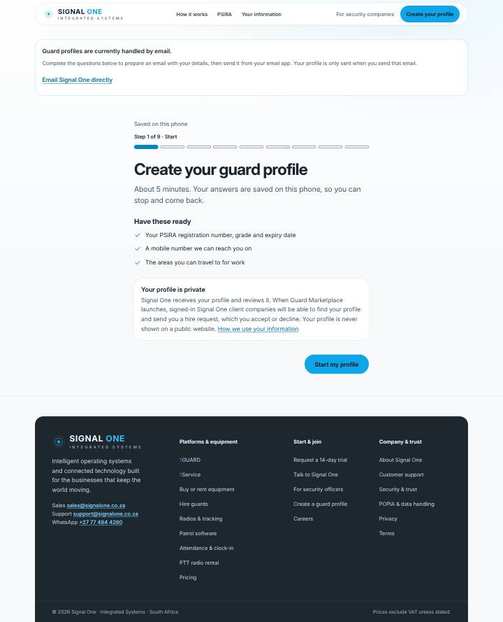 SIGNAL ONE
INTEGRATED SYSTEMS
How it works
PSIRA
Your information
For security companies
Create your profile
Guard profiles are currently handled by email.
Complete the questions below to prepare an email with your details, then send it from your email app. Your profile is only sent when you send that email.
Email Signal One directly
Saved on this phone
Step 1 of 9 · Start
Create your guard profile
About 5 minutes. Your answers are saved on this phone, so you can
stop and come back.
Have these ready
Your PSIRA registration number, grade and expiry date
A mobile number we can reach you on
The areas you can travel to for work
Your profile is private
Signal One receives your profile and reviews it. When Guard Marketplace
launches, signed-in Signal One client companies will be able to find your profile
and send you a hire request, which you accept or decline. Your profile is never
shown on a public website. How we use your information
Start my profile
SIGNAL ONE
INTEGRATED SYSTEMS
Intelligent operating systems
and connected technology built
for the businesses that keep the
world moving.
Sales sales@signalone.co.za
Support support@signalone.co.za
WhatsApp +27 77 484 4280
Platforms & equipment
GUARD
Service
Buy or rent equipment
Hire guards
Radios & tracking
Patrol software
Attendance & clock-in
PTT radio rental
Pricing
Start & join
Request a 14-day trial
Talk to Signal One
For security officers
Create a guard profile
Careers
Company & trust
About Signal One
Customer support
Security & trust
POPIA & data handling
Privacy
Terms
© 2026 Signal One · Integrated Systems · South Africa
Prices exclude VAT unless stated.